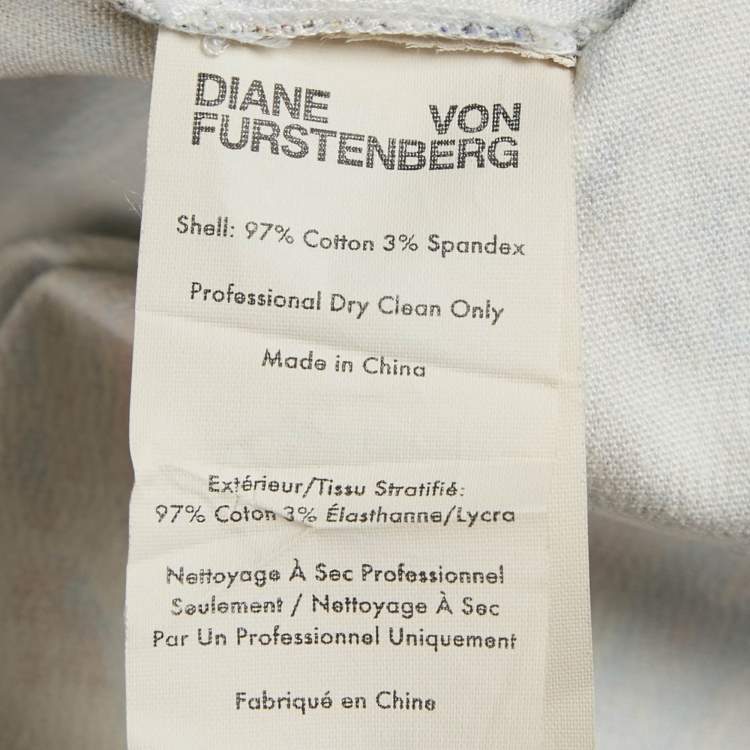 DIANE VON
FURSTENBERG
Shell: 97% Cotton 3% Spandex
Professional Dry Clean Only
Made in China
Extérieur/Tissu Stratifié:
97% Coton 3% Élasthanne/Lycra
Nettoyage À Sec Professionnel
Seulement / Nettoyage À Sec
Par Un Professionnel Uniquement
Fabriqué en Chine